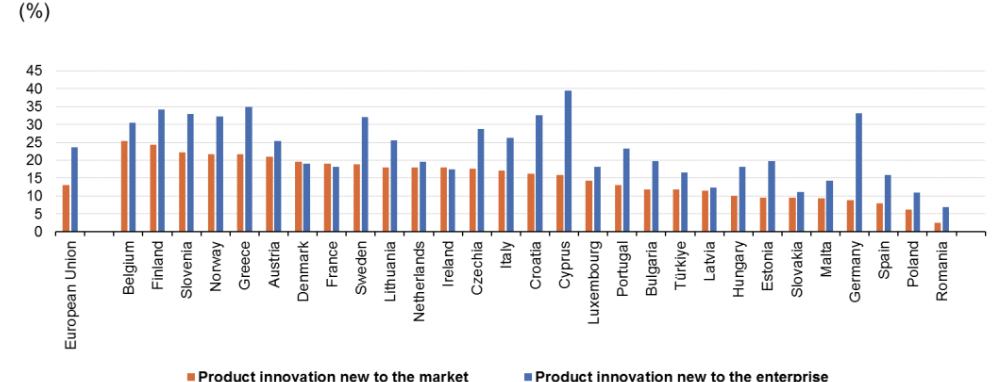 (%)
45
40
35
30
25
20
15
10
5
0
European Union
Belgium
Finland
Slovenia
Norway
Greece
Austria
Denmark
France
Sweden
Lithuania
Netherlands
Ireland
Czechia
Italy
Croatia
Cyprus
Luxembourg
Portugal
Bulgaria
Türkiye
Latvia
Hungary
Estonia
Slovakia
Malta
Germany
Spain
Poland
Romania
Product innovation new to the market
Product innovation new to the enterprise